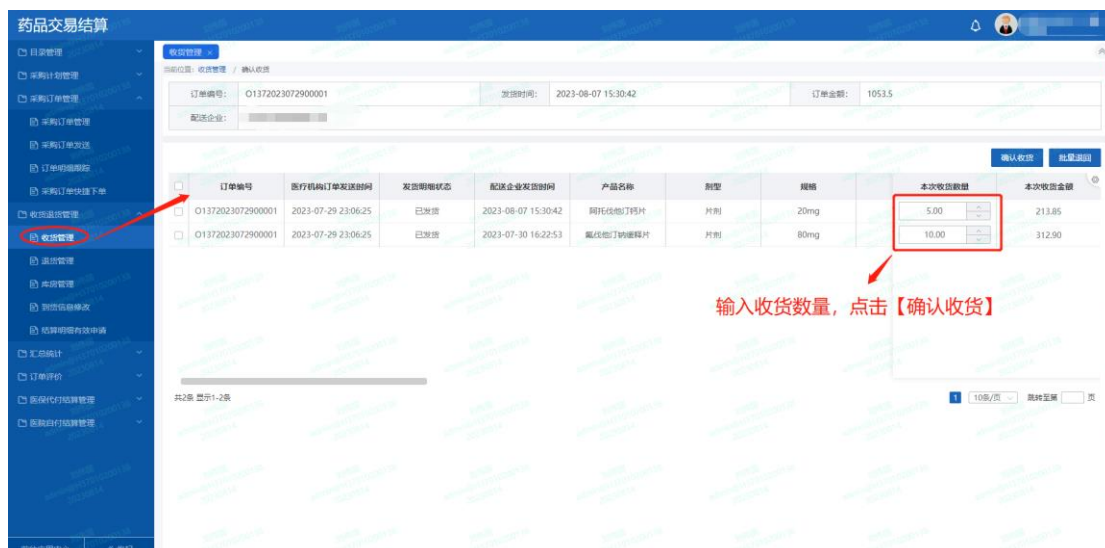 药品交易结算
目录管理
收货管理 ×
当前位置: 收货管理 / 确认收货
采购计划管理
订单编号: O1372023072900001 发货时间: 2023-08-07 15:30:42 订单金额: 1053.5
采购订单管理
配送企业:
采购订单管理
采购订单发送
订单明细跟踪
采购订单快捷下单
确认收货 批量退回
订单编号 医疗机构订单发送时间 发货明细状态 配送企业发货时间 产品名称 剂型 规格 本次收货数量 本次收货金额
O1372023072900001 2023-07-29 23:06:25 已发货 2023-08-07 15:30:42 阿托伐他汀钙片 片剂 20mg 5.00 213.85
O1372023072900001 2023-07-29 23:06:25 已发货 2023-07-30 16:22:53 氟伐他汀钠缓释片 片剂 80mg 10.00 312.90
收货退货管理
收货管理
退货管理
库房管理
到货信息修改
结算明细有效申请
输入收货数量，点击【确认收货】
汇总统计
订单评价
医保代付结算管理
医院自付结算管理
共2条 显示1-2条 1 10条/页 跳转至第 页